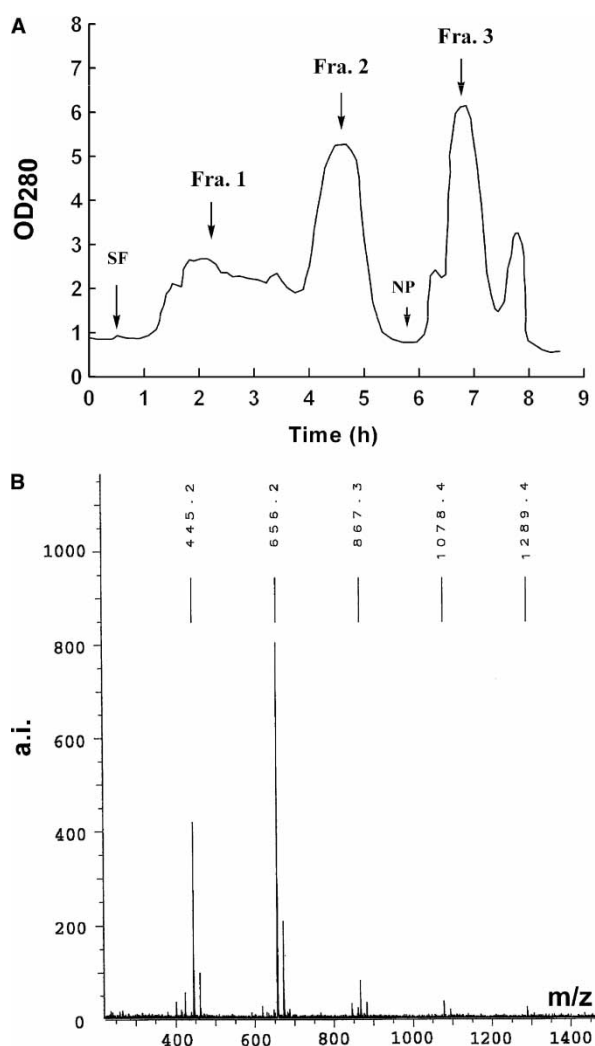 A
OD280
8
7
6
5
4
3
2
1
0
SF
Fra. 1
Fra. 2
NP
Fra. 3
0 1 2 3 4 5 6 7 8 9
Time (h)
B
445.2
656.2
867.3
1078.4
1289.4
a.i.
1000
800
600
400
200
0
400 600 800 1000 1200 1400
m/z